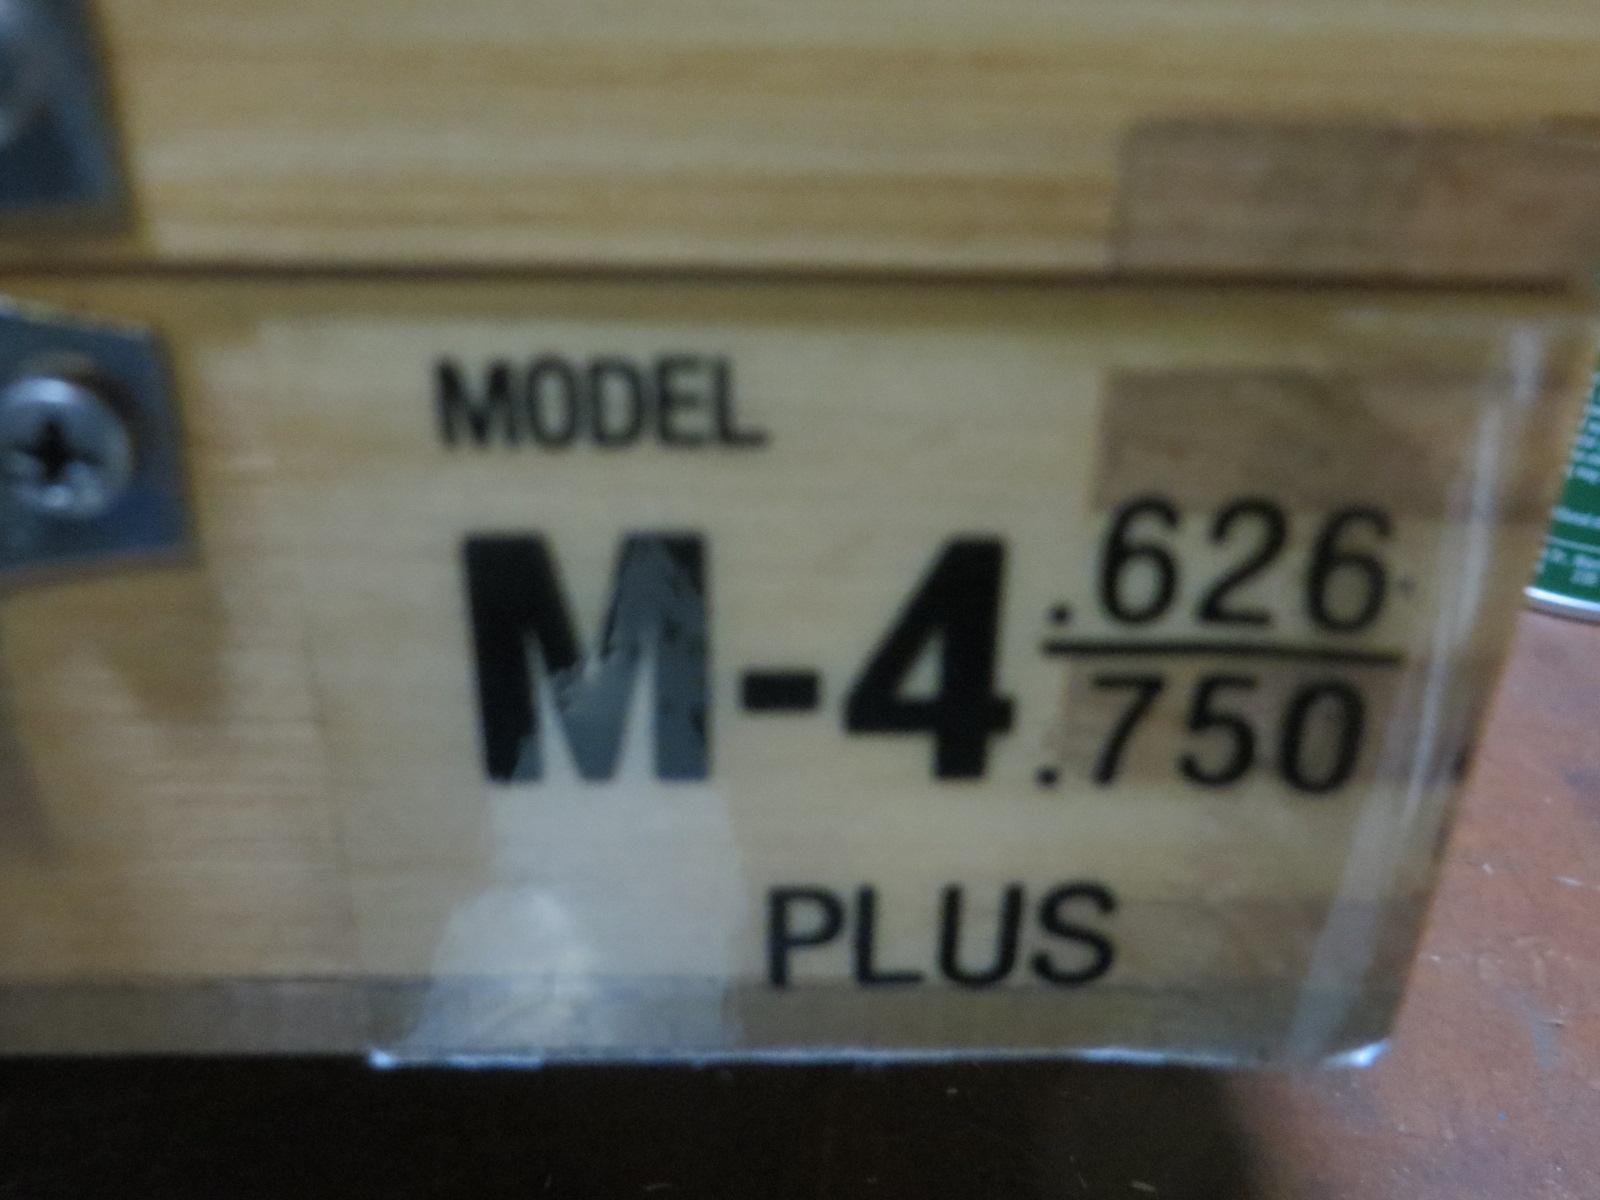 MODEL
M-4 .626
.750
PLUS